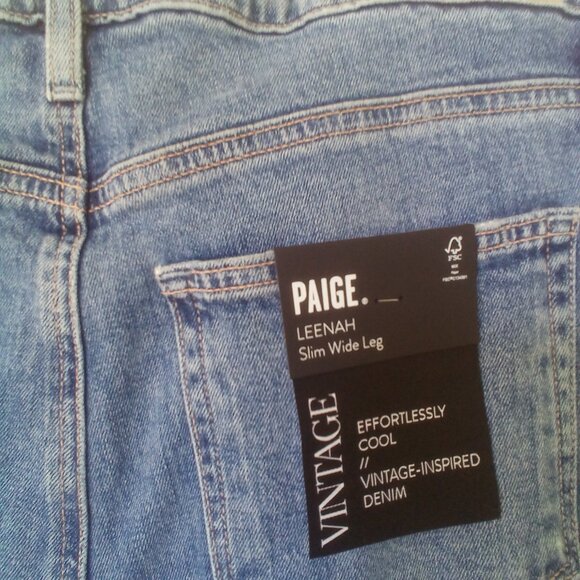 FSC
PAIGE.
LEENAH
Slim Wide Leg
VINTAGE
EFFORTLESSLY
COOL
//
VINTAGE-INSPIRED
DENIM